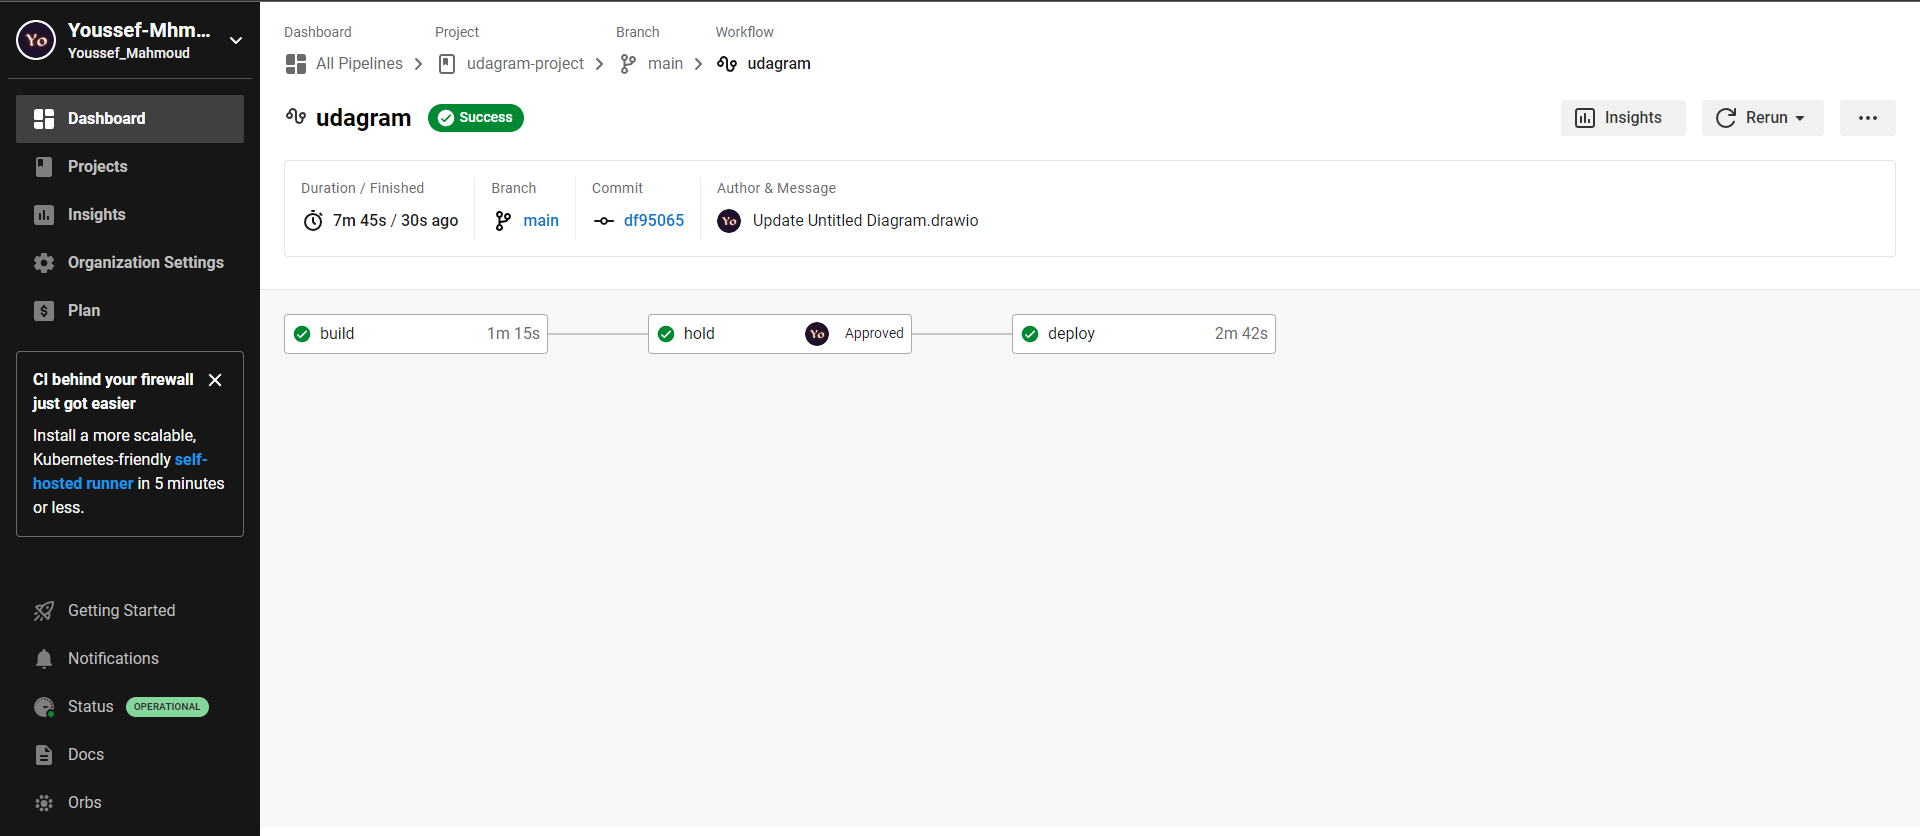 Yo
Youssef-Mhm...
Youssef_Mahmoud
Dashboard
Projects
Insights
Organization Settings
Plan
CI behind your firewall
just got easier
Install a more scalable,
Kubernetes-friendly self-
hosted runner in 5 minutes
or less.
Getting Started
Notifications
Status OPERATIONAL
Docs
Orbs
Dashboard Project Branch Workflow
All Pipelines udagram-project main udagram
udagram Success
Insights Rerun
Duration / Finished Branch Commit Author & Message
7m 45s / 30s ago main df95065 Yo Update Untitled Diagram.drawio
build 1m 15s hold Yo Approved deploy 2m 42s